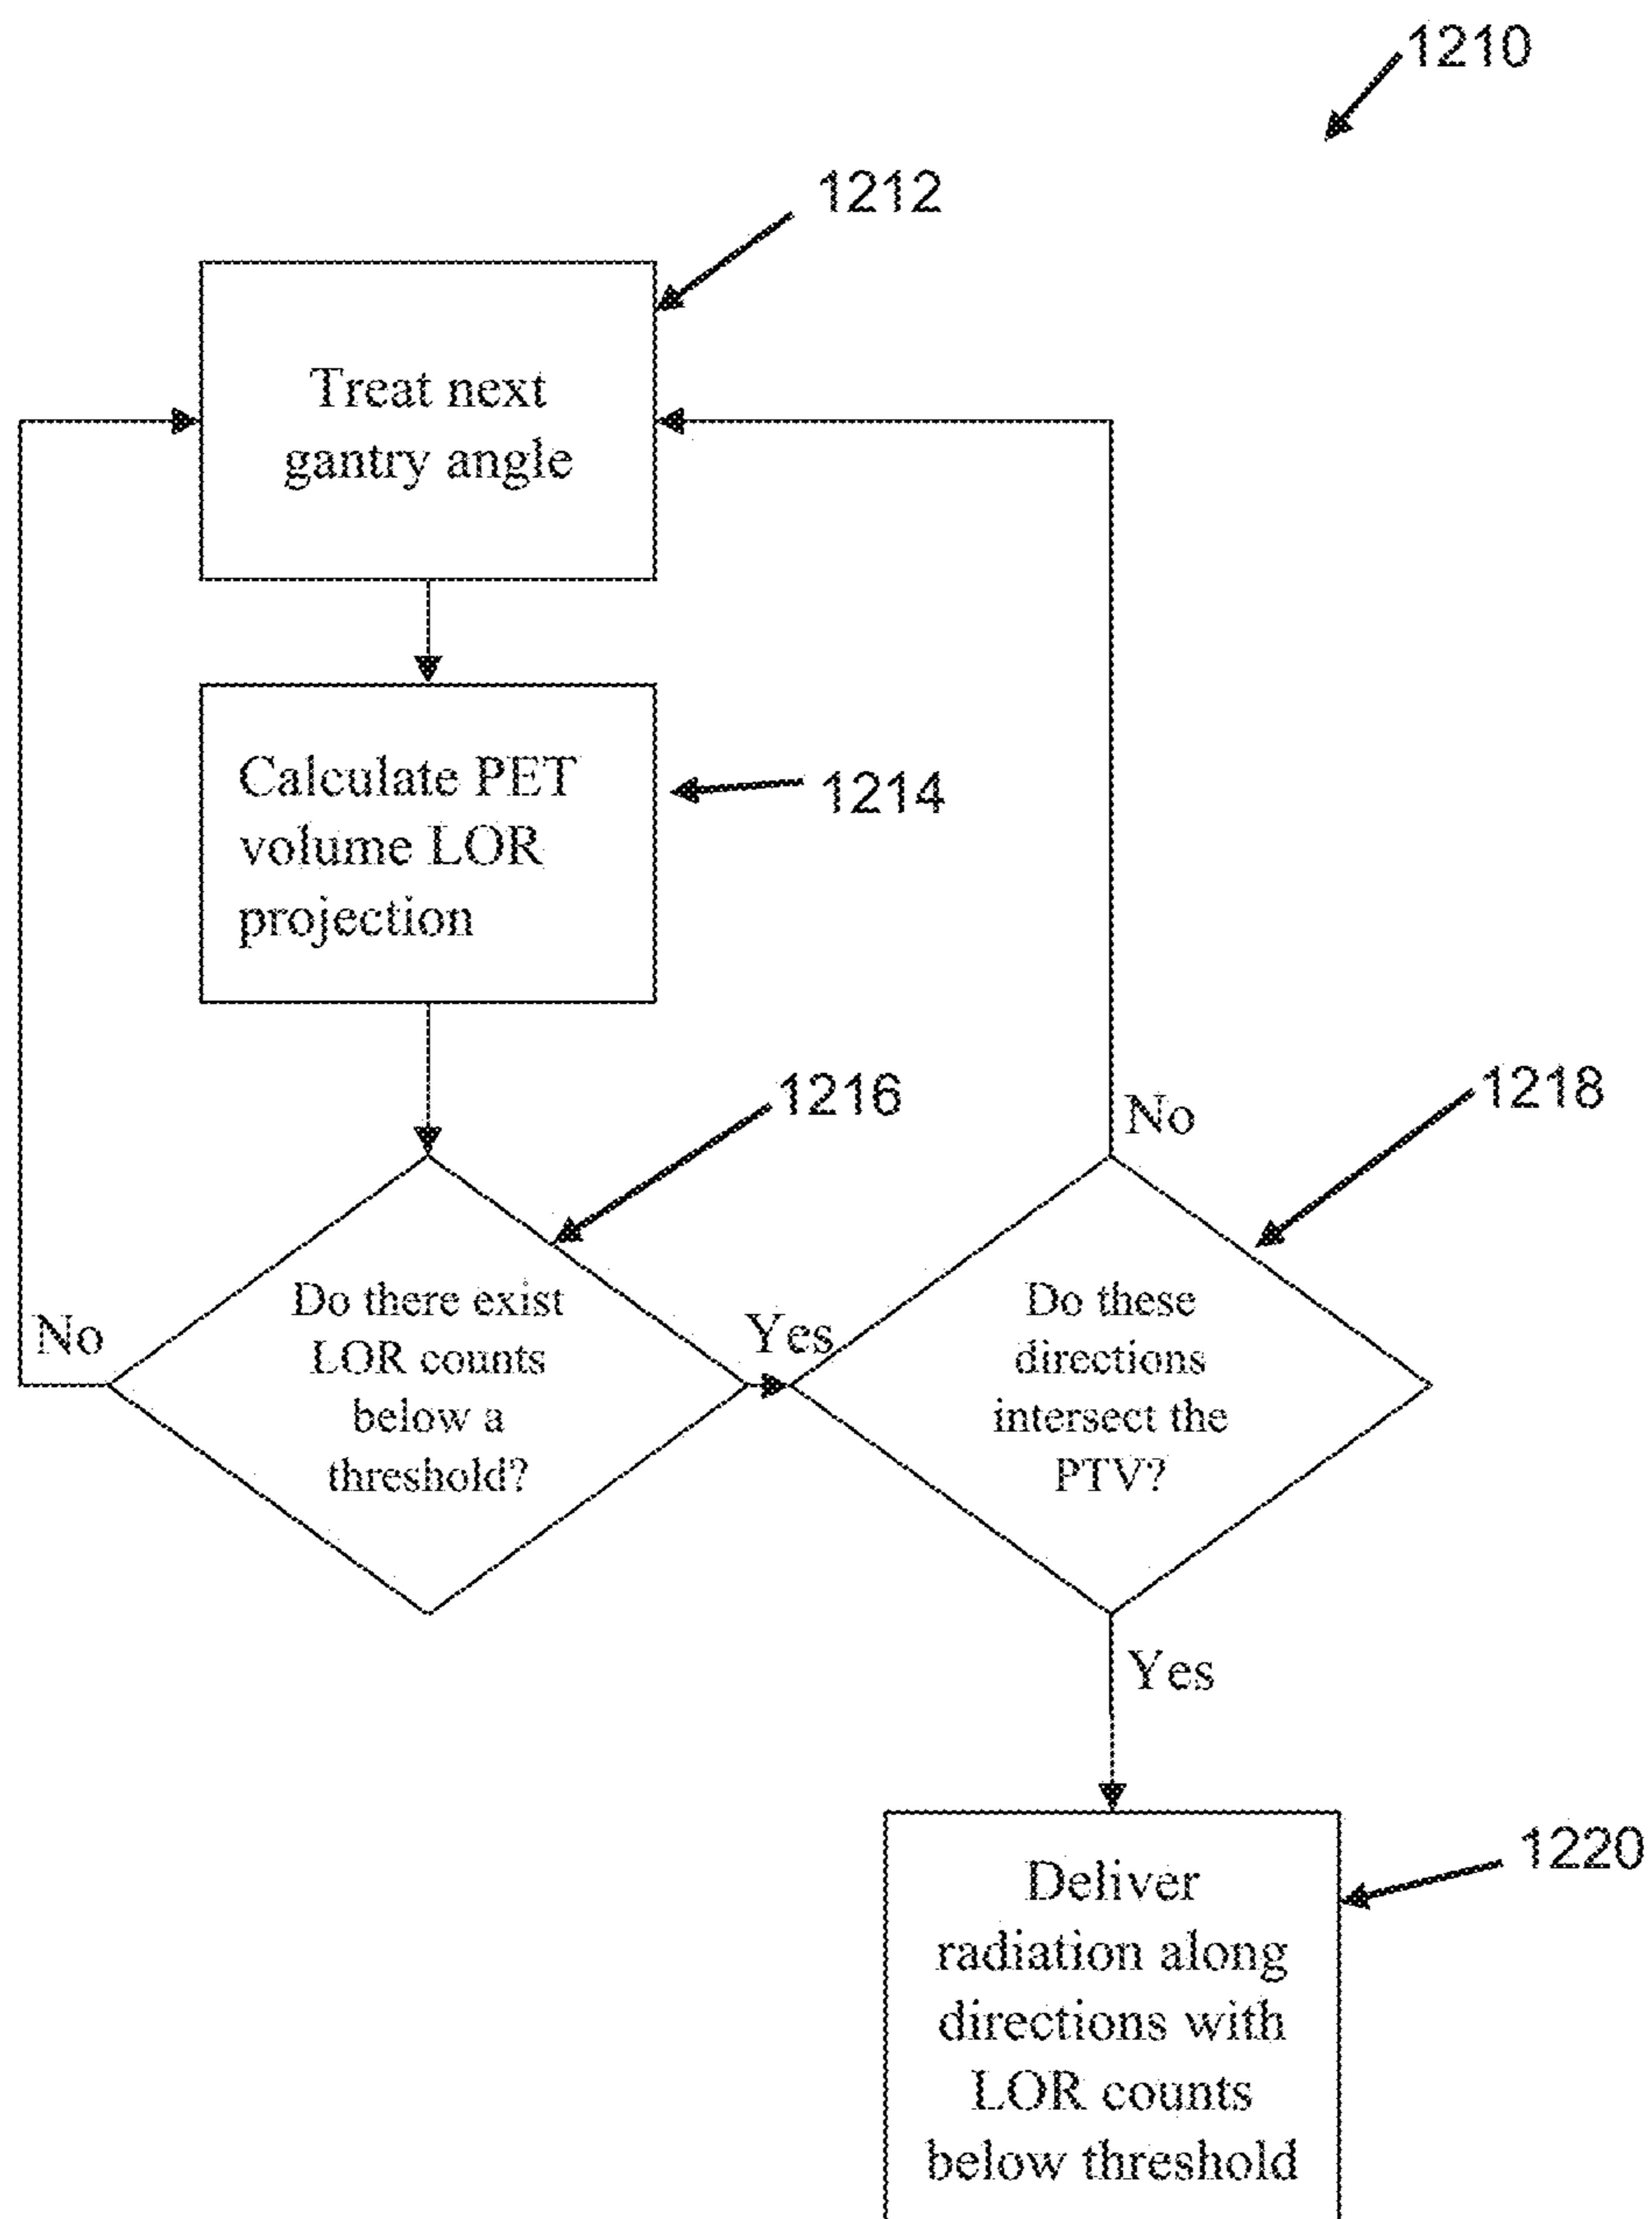 1210
1212
Treat next
gantry angle
Calculate PET
volume LOR
projection
1214
1216
1218
No
No
Do there exist
LOR counts
below a
threshold?
Yes
Do these
directions
intersect the
PTV?
Yes
1220
Deliver
radiation along
directions with
LOR counts
below threshold